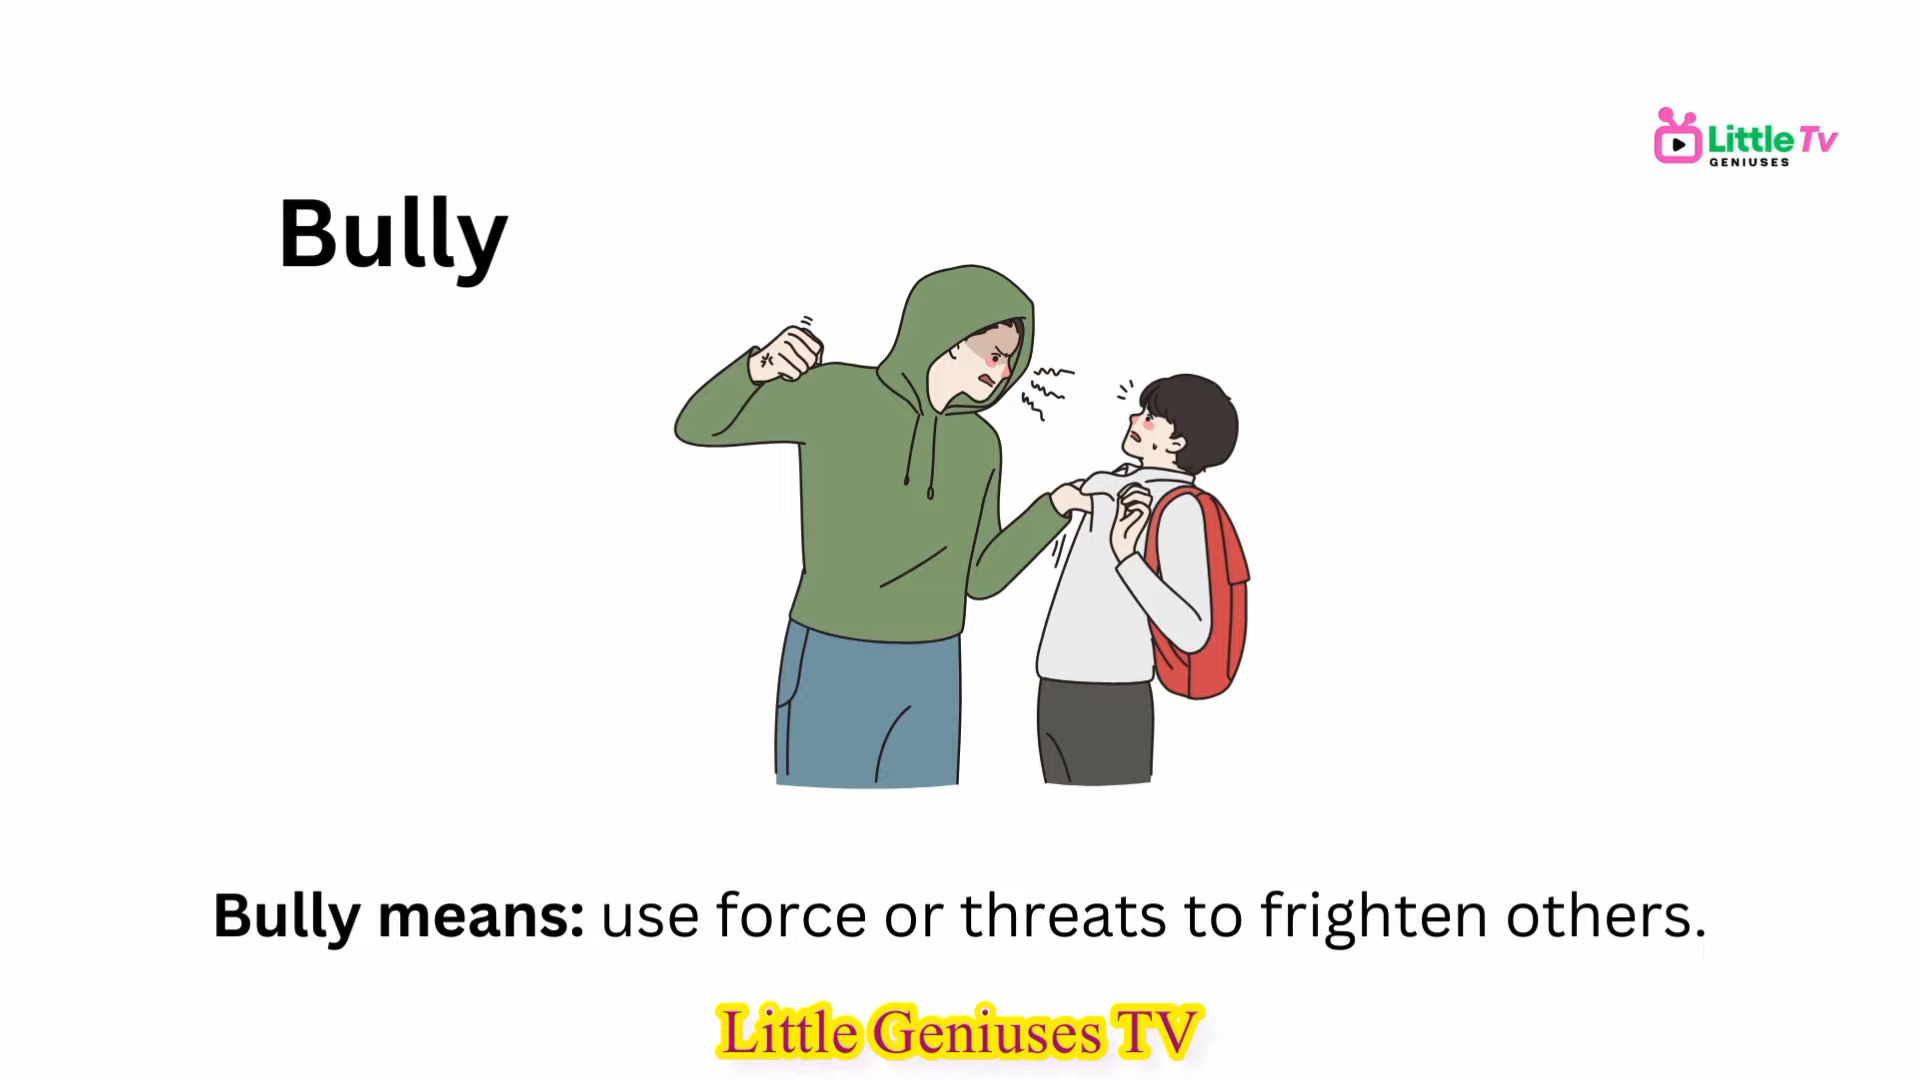 Little Tv
GENIUSES
Bully
Bully means: use force or threats to frighten others.
Little Geniuses TV